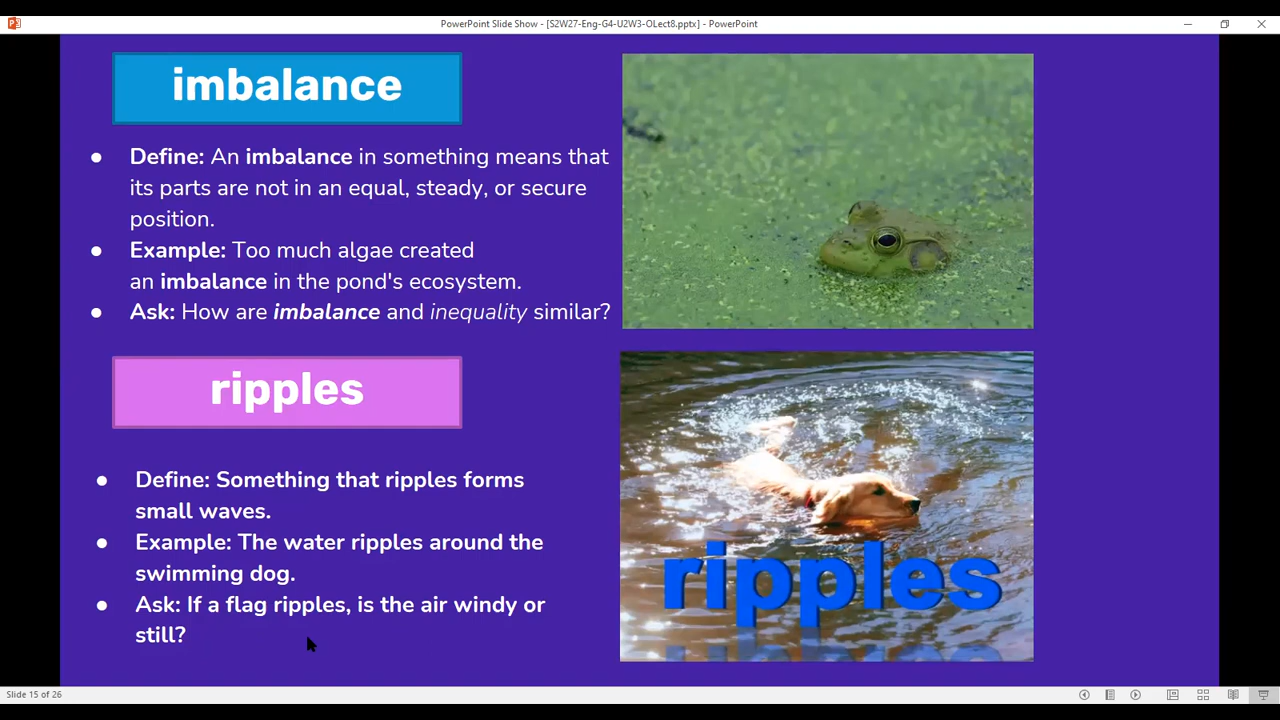 PowerPoint Slide Show - [S2W27-Eng-G4-U2W3-OLect8.pptx] - PowerPoint
imbalance
● Define: An imbalance in something means that
its parts are not in an equal, steady, or secure
position.
● Example: Too much algae created
an imbalance in the pond's ecosystem.
● Ask: How are imbalance and inequality similar?
ripples
● Define: Something that ripples forms
small waves.
● Example: The water ripples around the
swimming dog.
● Ask: If a flag ripples, is the air windy or
still?
ripples
Slide 15 of 26